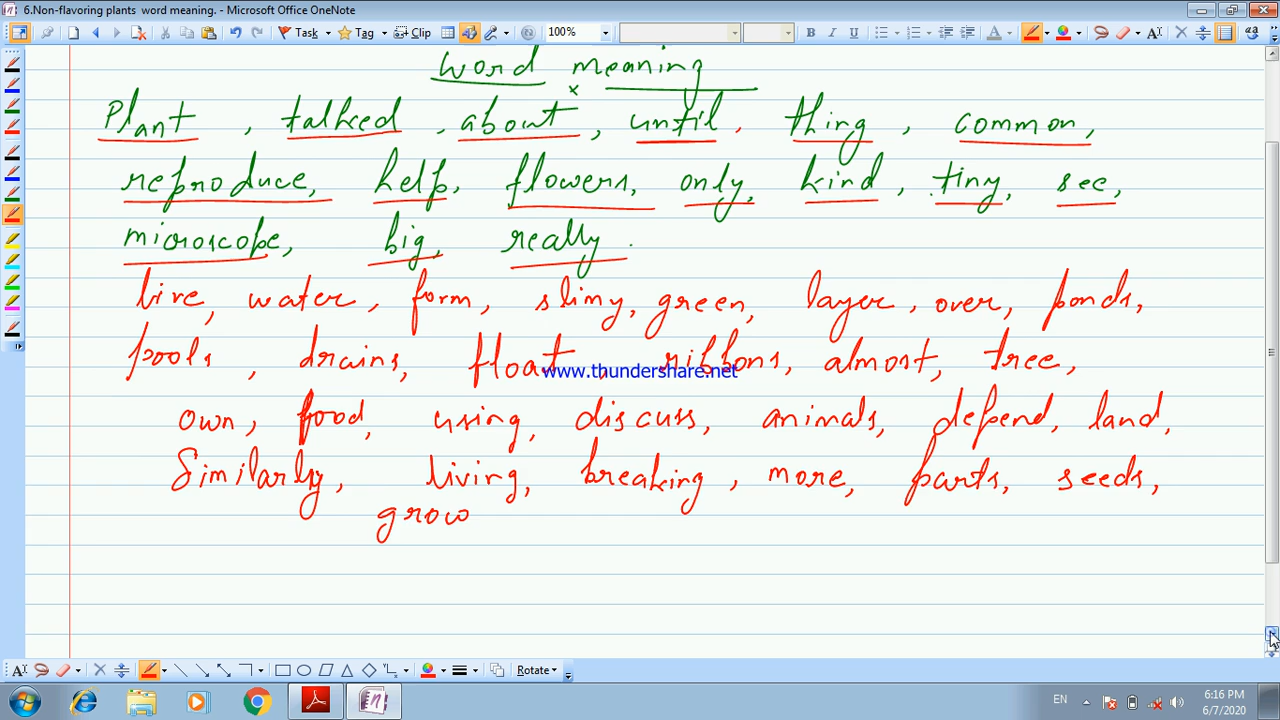 6.Non-flavoring plants  word meaning. - Microsoft Office OneNote
Task Tag Clip 100% B I U
word meaning
Plant, talked, about, until, thing, common,
reproduce, help, flowers, only, kind, tiny, see,
microscope, big, really.
live, water, form, slimy, green, layer, over, ponds,
pools, drains, float, ribbons, almost, tree,
www.thundershare.net
own, food, using, discuss, animals, depend, land,
Similarly, living, breaking, more, parts, seeds,
grow
Rotate
EN 6:16 PM
6/7/2020